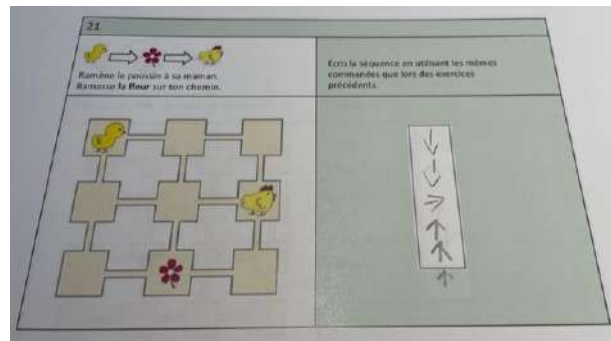 21
Ramène le poussin à sa maman.
Ramasse la fleur sur ton chemin.
Écris la séquence en utilisant les mêmes
commandes que lors des exercices
précédents.
↓
↓
→
↑
↑
↑